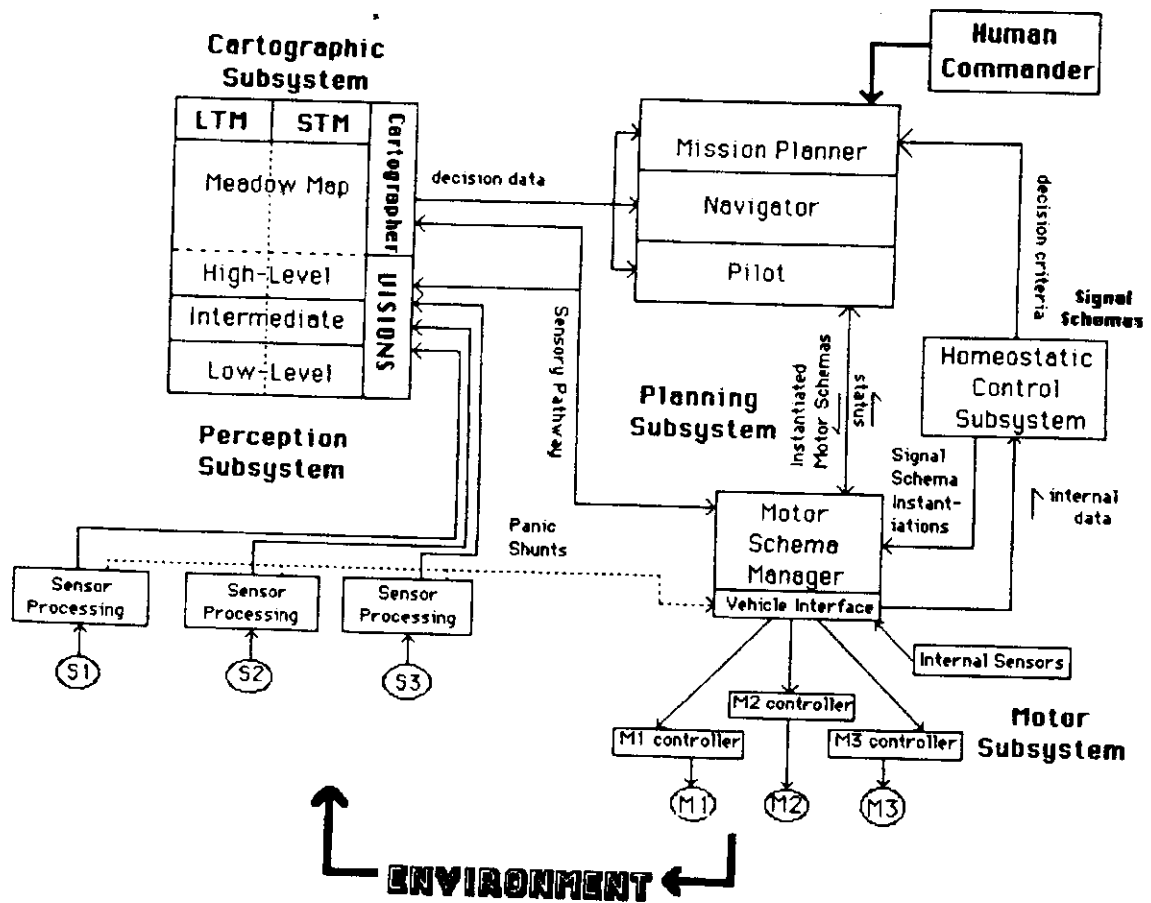 Cartographic
Subsystem
Human
Commander
LTM
STM
Cartographer
Meadow Map
decision data
Mission Planner
Navigator
Pilot
decision criteria
High-Level
Intermediate
Low-Level
VISIONS
Sensory Pathway
Signal
Schemas
Homeostatic
Control
Subsystem
Planning
Subsystem
Instantiated
Motor Schemas
status
Perception
Subsystem
Signal
Schema
Instant-
iations
internal
data
Panic
Shunts
Motor
Schema
Manager
Vehicle Interface
Sensor
Processing
Sensor
Processing
Sensor
Processing
Internal Sensors
S1
S2
S3
M2 controller
M1 controller
M3 controller
Motor
Subsystem
M1
M2
M3
ENVIRONMENT